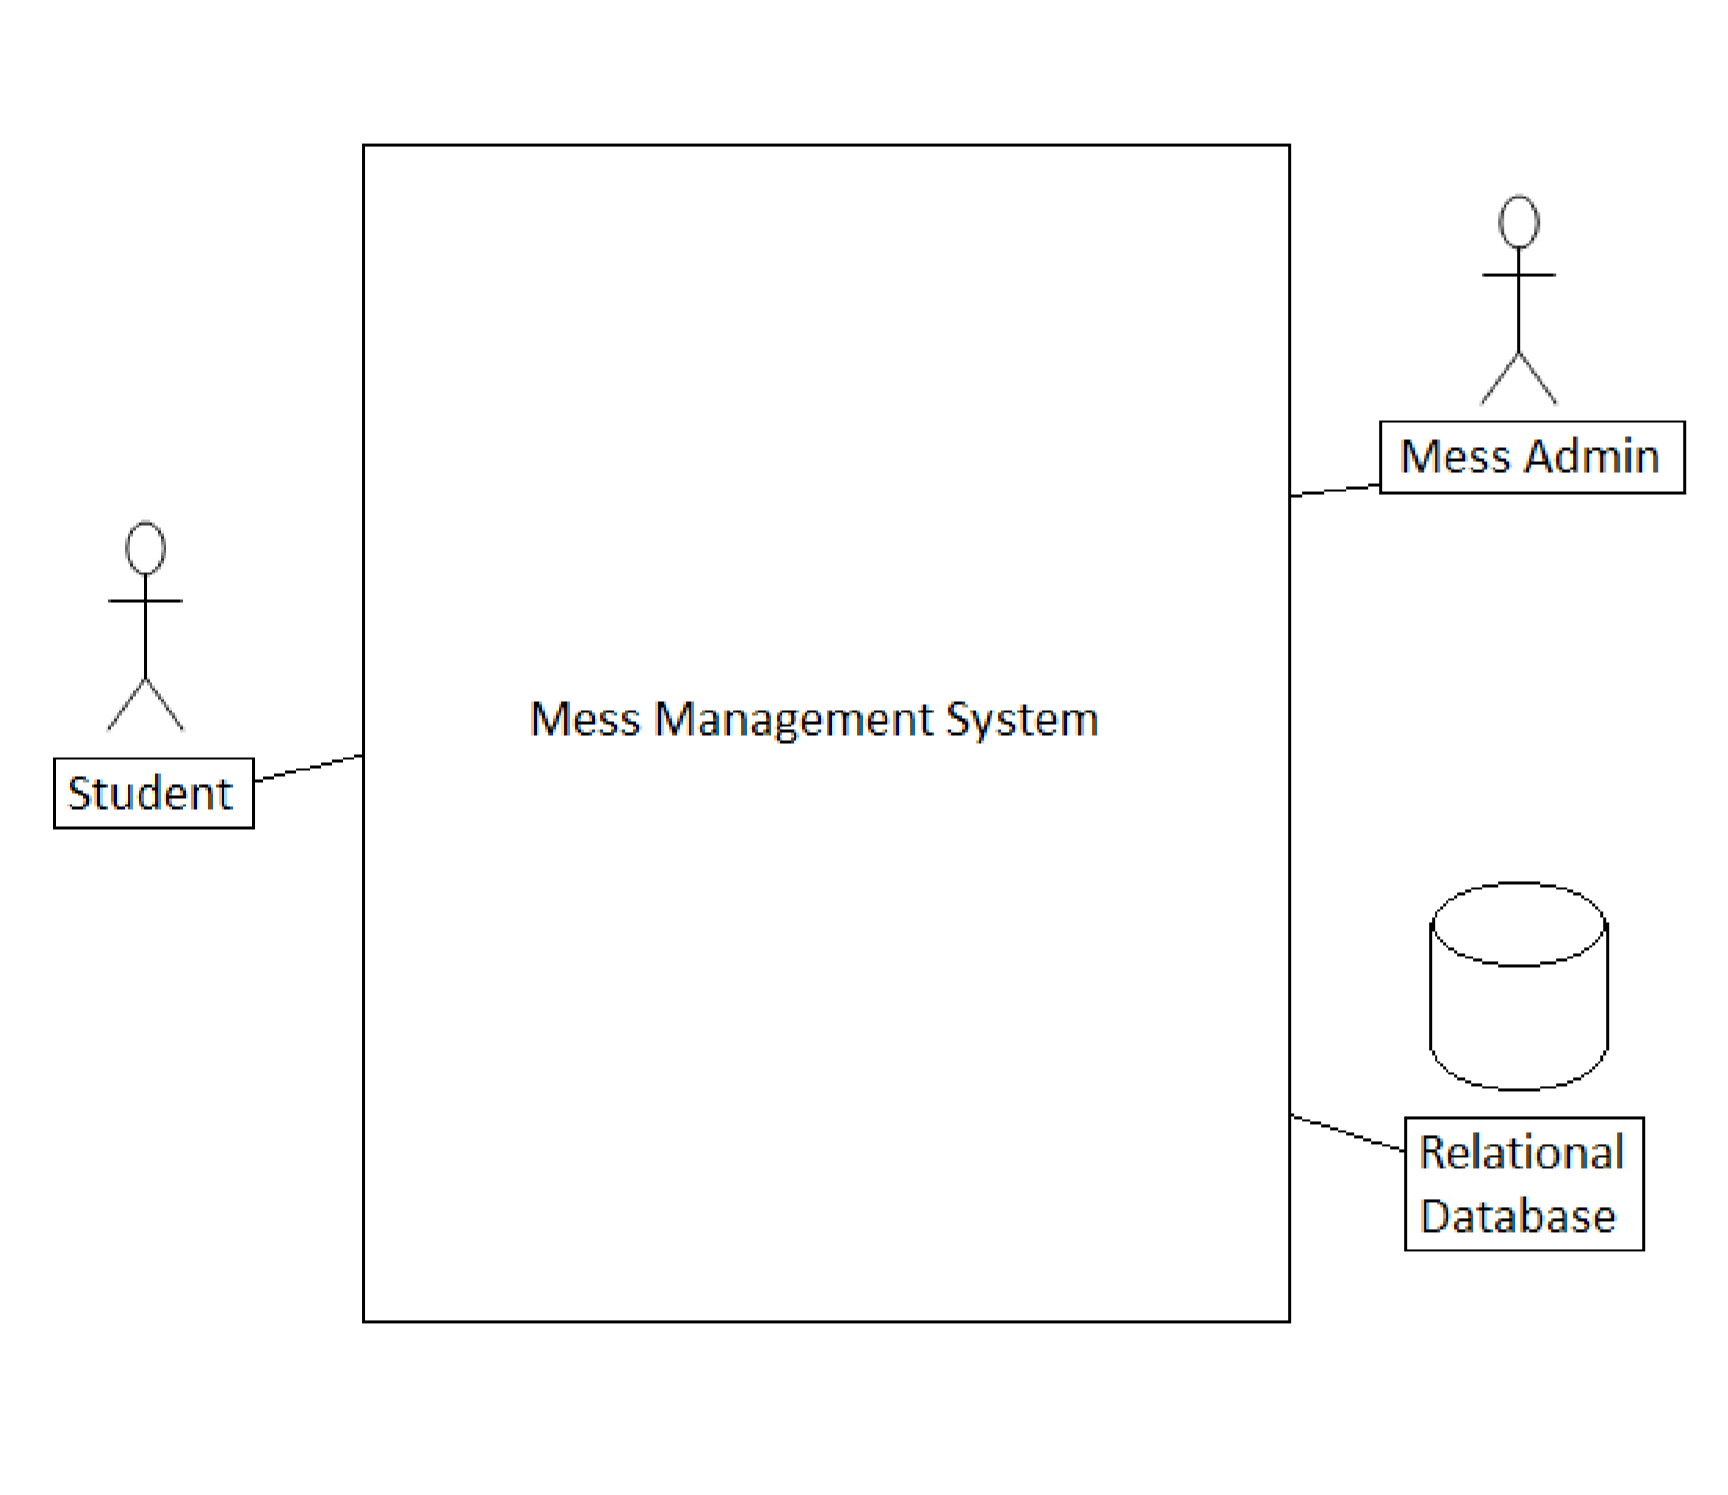 Mess Admin
Mess Management System
Student
Relational
Database